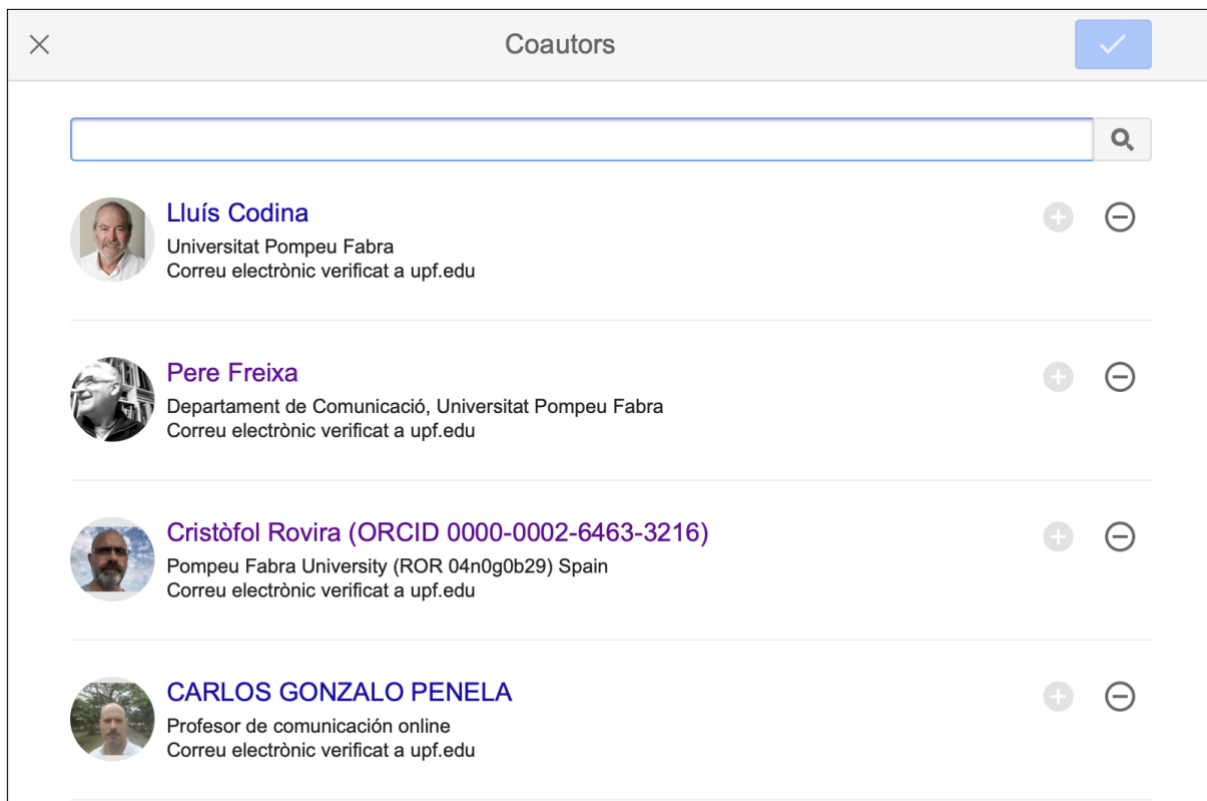 Coautors
Lluís Codina
Universitat Pompeu Fabra
Correu electrònic verificat a upf.edu
Pere Freixa
Departament de Comunicació, Universitat Pompeu Fabra
Correu electrònic verificat a upf.edu
Cristòfol Rovira (ORCID 0000-0002-6463-3216)
Pompeu Fabra University (ROR 04n0g0b29) Spain
Correu electrònic verificat a upf.edu
CARLOS GONZALO PENELA
Profesor de comunicación online
Correu electrònic verificat a upf.edu